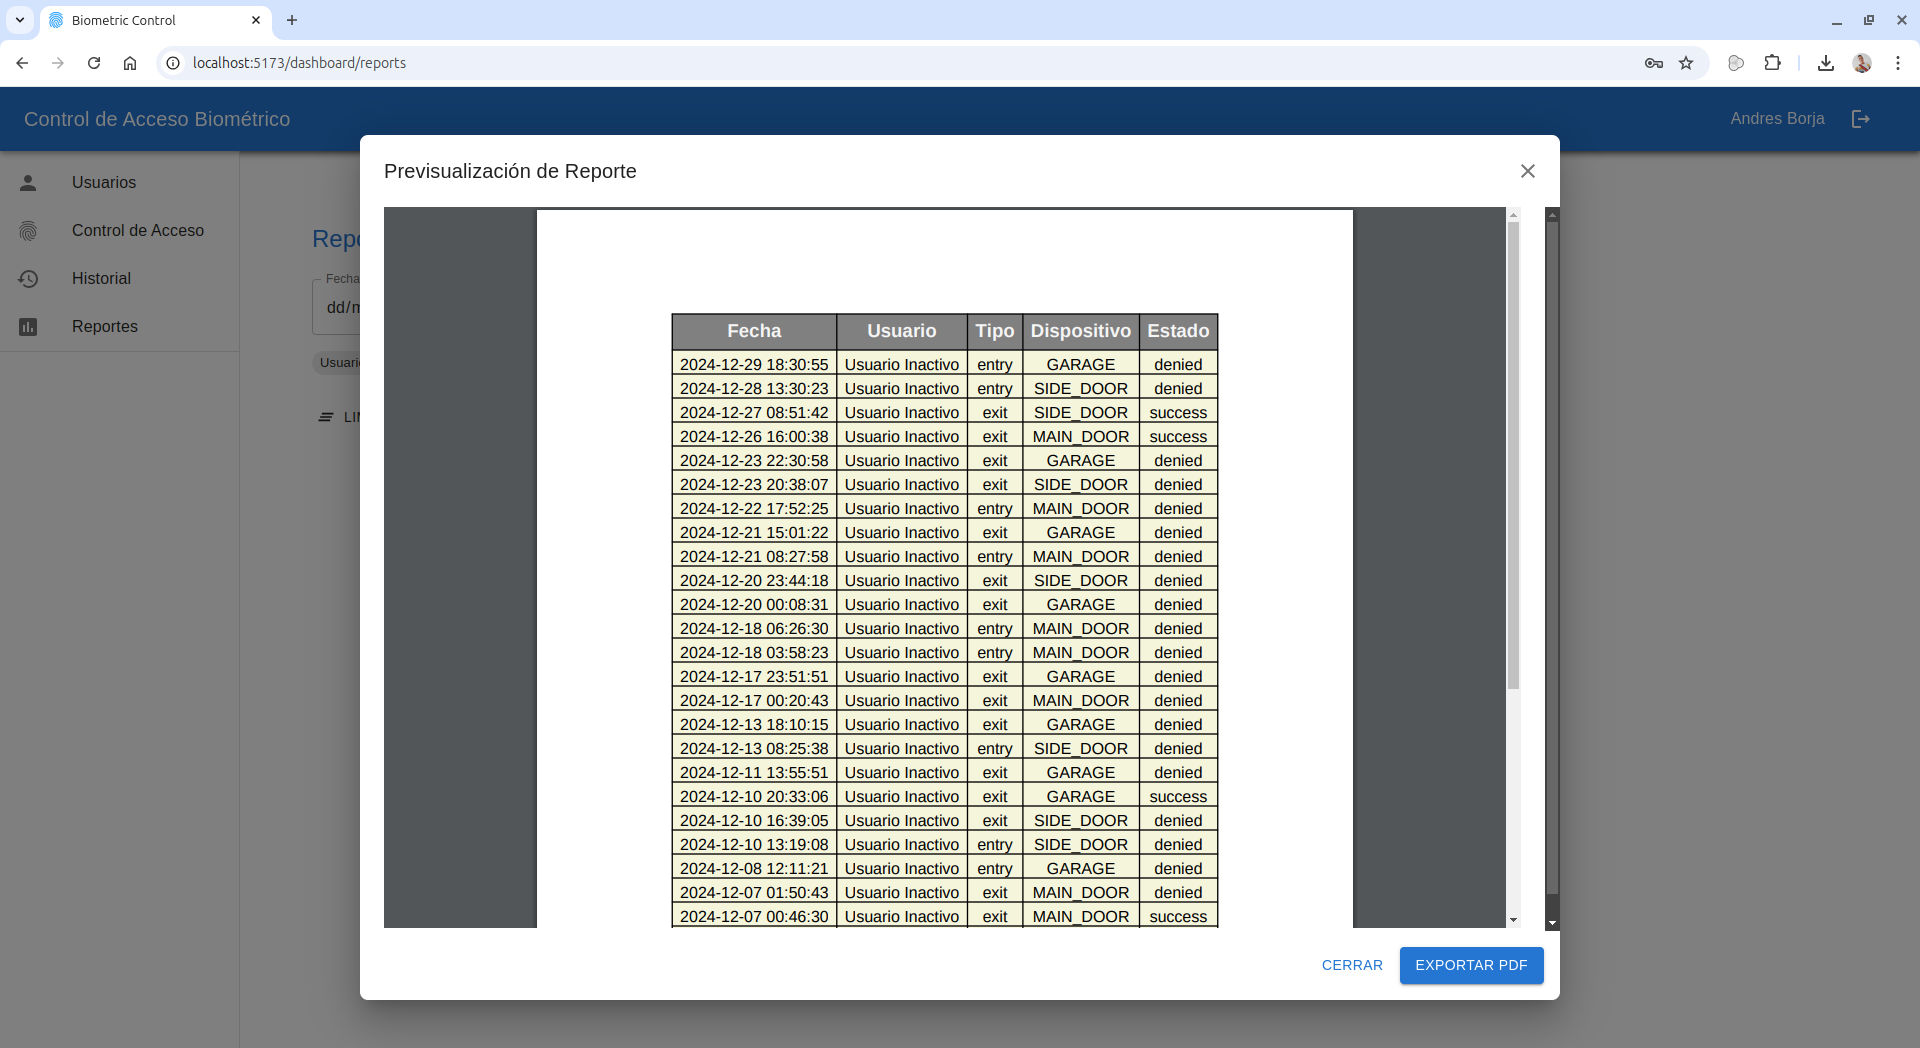 Biometric Control
localhost:5173/dashboard/reports
Control de Acceso Biométrico
Andres Borja
Usuarios
Control de Acceso
Historial
Reportes
Repo
Fecha
dd/m
Usuari
LIM
Previsualización de Reporte
Fecha Usuario Tipo Dispositivo Estado
2024-12-29 18:30:55 Usuario Inactivo entry GARAGE denied
2024-12-28 13:30:23 Usuario Inactivo entry SIDE_DOOR denied
2024-12-27 08:51:42 Usuario Inactivo exit SIDE_DOOR success
2024-12-26 16:00:38 Usuario Inactivo exit MAIN_DOOR success
2024-12-23 22:30:58 Usuario Inactivo exit GARAGE denied
2024-12-23 20:38:07 Usuario Inactivo exit SIDE_DOOR denied
2024-12-22 17:52:25 Usuario Inactivo entry MAIN_DOOR denied
2024-12-21 15:01:22 Usuario Inactivo exit GARAGE denied
2024-12-21 08:27:58 Usuario Inactivo entry MAIN_DOOR denied
2024-12-20 23:44:18 Usuario Inactivo exit SIDE_DOOR denied
2024-12-20 00:08:31 Usuario Inactivo exit GARAGE denied
2024-12-18 06:26:30 Usuario Inactivo entry MAIN_DOOR denied
2024-12-18 03:58:23 Usuario Inactivo entry MAIN_DOOR denied
2024-12-17 23:51:51 Usuario Inactivo exit GARAGE denied
2024-12-17 00:20:43 Usuario Inactivo exit MAIN_DOOR denied
2024-12-13 18:10:15 Usuario Inactivo exit GARAGE denied
2024-12-13 08:25:38 Usuario Inactivo entry SIDE_DOOR denied
2024-12-11 13:55:51 Usuario Inactivo exit GARAGE denied
2024-12-10 20:33:06 Usuario Inactivo exit GARAGE success
2024-12-10 16:39:05 Usuario Inactivo exit SIDE_DOOR denied
2024-12-10 13:19:08 Usuario Inactivo entry SIDE_DOOR denied
2024-12-08 12:11:21 Usuario Inactivo entry GARAGE denied
2024-12-07 01:50:43 Usuario Inactivo exit MAIN_DOOR denied
2024-12-07 00:46:30 Usuario Inactivo exit MAIN_DOOR success
CERRAR
EXPORTAR PDF